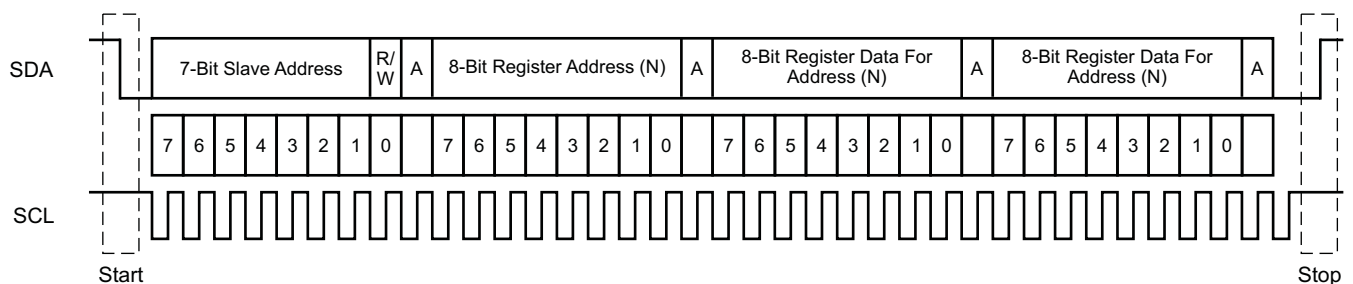 SDA
7-Bit Slave Address
R/
W
A
8-Bit Register Address (N)
A
8-Bit Register Data For
Address (N)
A
8-Bit Register Data For
Address (N)
A
7 6 5 4 3 2 1 0 7 6 5 4 3 2 1 0 7 6 5 4 3 2 1 0 7 6 5 4 3 2 1 0
SCL
Start
Stop